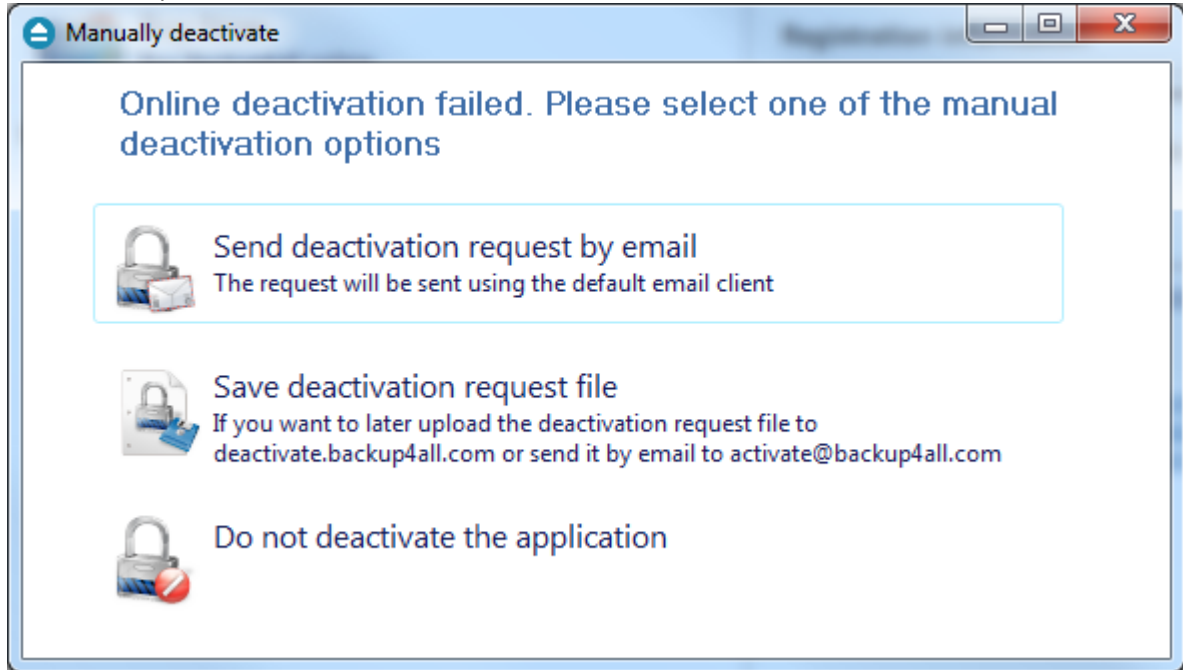 Manually deactivate
Online deactivation failed. Please select one of the manual
deactivation options
Send deactivation request by email
The request will be sent using the default email client
Save deactivation request file
If you want to later upload the deactivation request file to
deactivate.backup4all.com or send it by email to activate@backup4all.com
Do not deactivate the application